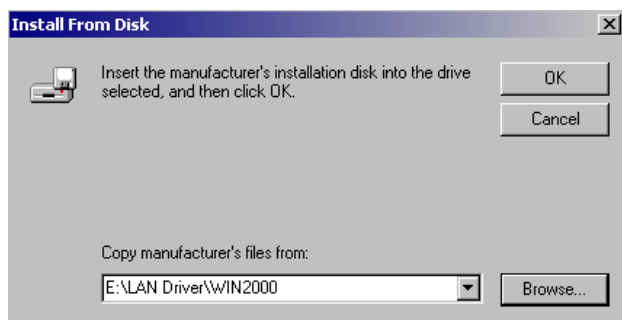 Install From Disk
Insert the manufacturer's installation disk into the drive
selected, and then click OK.
OK
Cancel
Copy manufacturer's files from:
E:\LAN Driver\WIN2000
Browse...